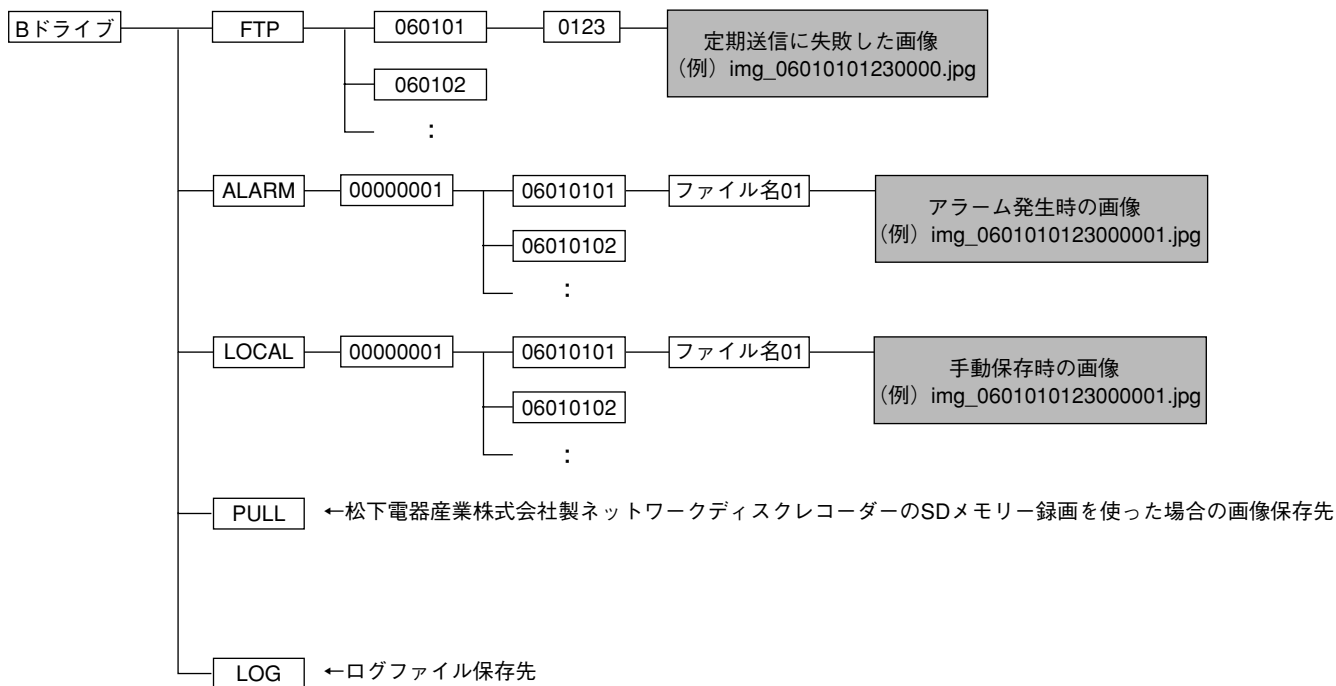 Bドライブ
FTP
060101
0123
定期送信に失敗した画像
（例）img_06010101230000.jpg
060102
：
ALARM
00000001
06010101
ファイル名01
アラーム発生時の画像
（例）img_0601010123000001.jpg
06010102
：
LOCAL
00000001
06010101
ファイル名01
手動保存時の画像
（例）img_0601010123000001.jpg
06010102
：
PULL
←松下電器産業株式会社製ネットワークディスクレコーダーのSDメモリー録画を使った場合の画像保存先
LOG
←ログファイル保存先